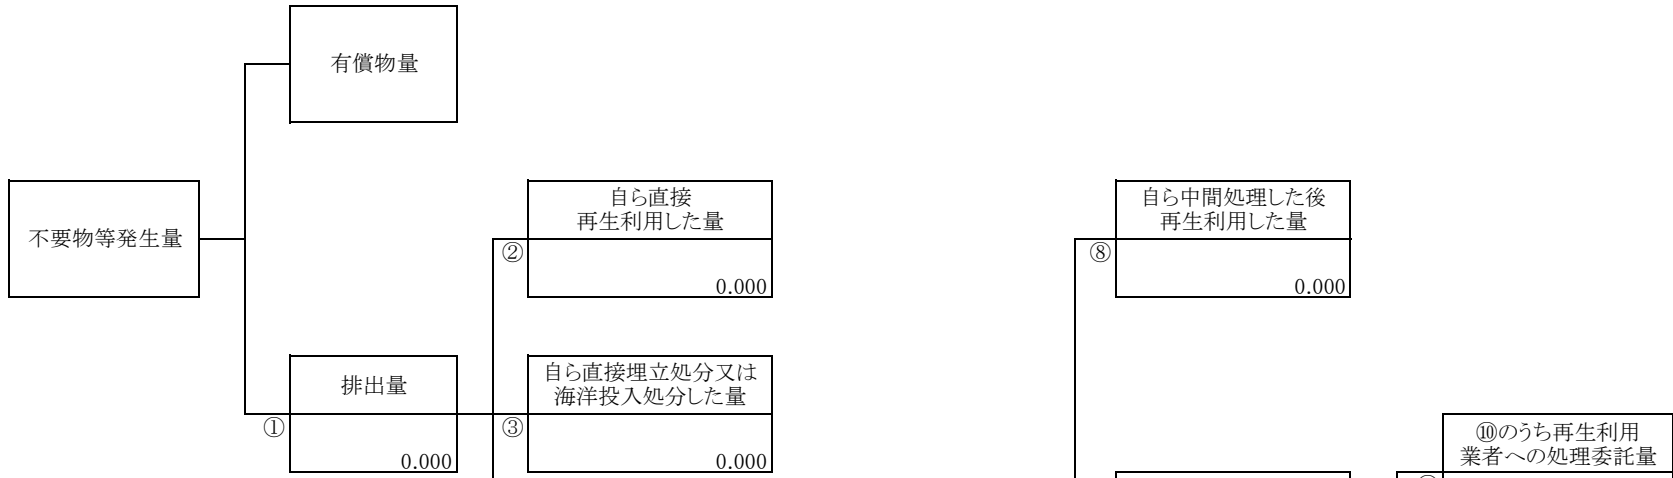 有償物量
不要物等発生量
自ら直接
再生利用した量
②
0.000
自ら中間処理した後
再生利用した量
⑧
0.000
排出量
①
0.000
自ら直接埋立処分又は
海洋投入処分した量
③
0.000
⑩のうち再生利用
業者への処理委託量